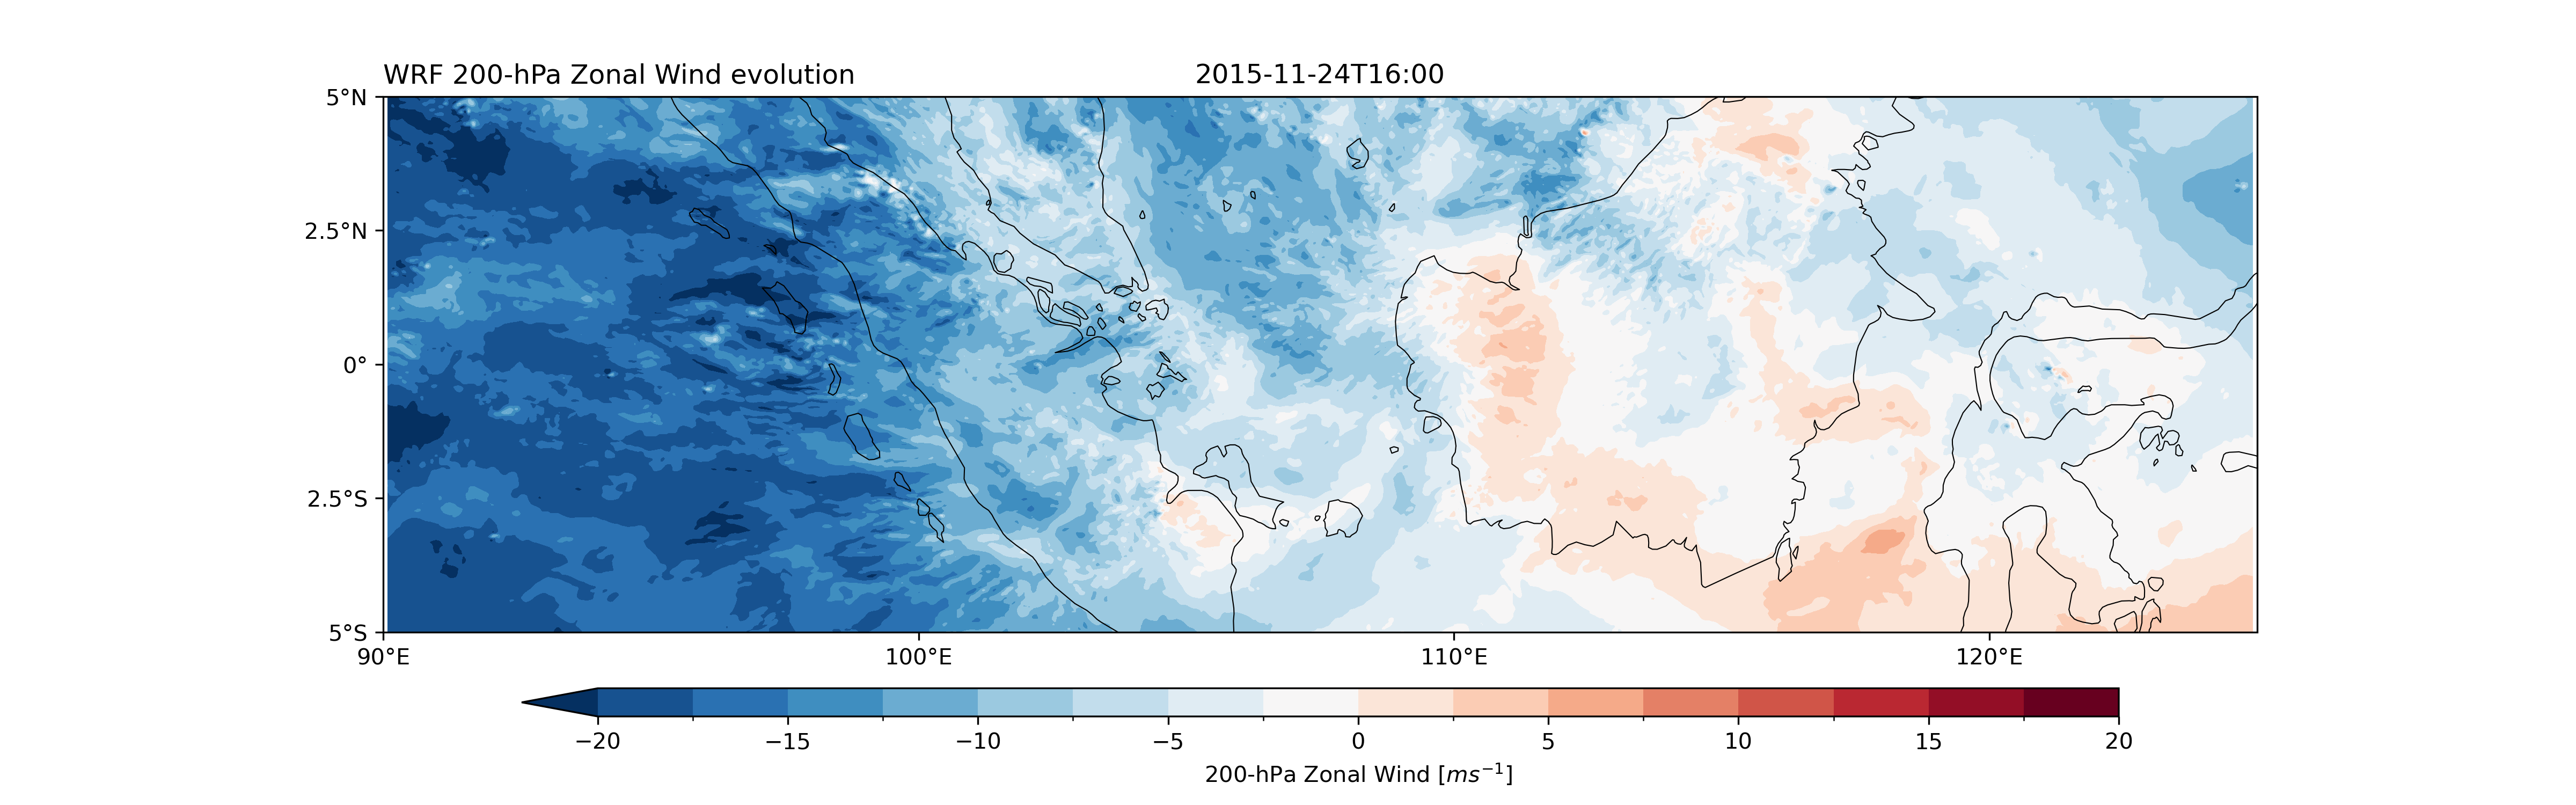 WRF 200-hPa Zonal Wind evolution
2015-11-24T16:00
5°N
2.5°N
0°
2.5°S
5°S
90°E
100°E
110°E
120°E
−20
−15
−10
−5
0
5
10
15
20
200-hPa Zonal Wind [ms⁻¹]